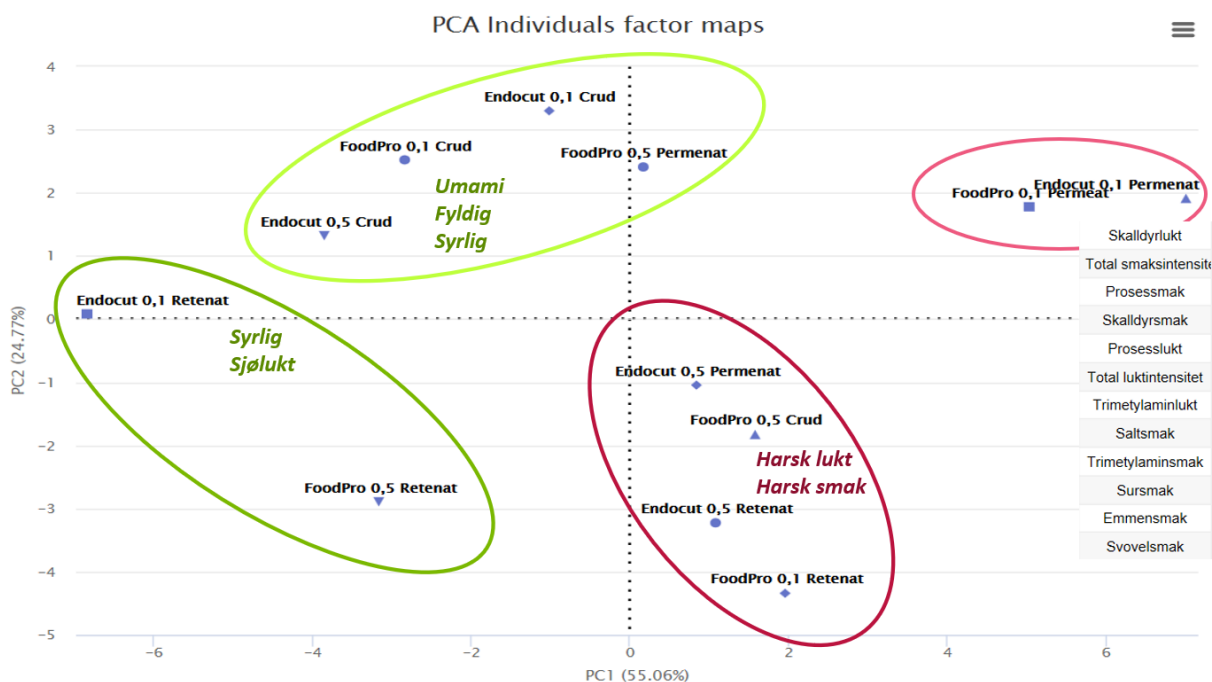 PCA Individuals factor maps
4
3
2
1
0
−1
−2
−3
−4
−5
PC2 (24.77%)
Endocut 0,1 Crud
FoodPro 0,1 Crud
FoodPro 0,5 Permenat
Endocut 0,5 Crud
Umami
Fyldig
Syrlig
Endocut 0,1 Permenat
FoodPro 0,1 Permeat
Endocut 0,1 Retenat
Syrlig
Sjølukt
FoodPro 0,5 Retenat
Endocut 0,5 Permenat
FoodPro 0,5 Crud
Harsk lukt
Harsk smak
Endocut 0,5 Retenat
FoodPro 0,1 Retenat
Skalldyrlukt
Total smaksintensite
Prosessmak
Skalldyrsmak
Prosesslukt
Total luktintensitet
Trimetylaminlukt
Saltsmak
Trimetylaminsmak
Sursmak
Emmensmak
Svovelsmak
−6
−4
−2
0
2
4
6
PC1 (55.06%)